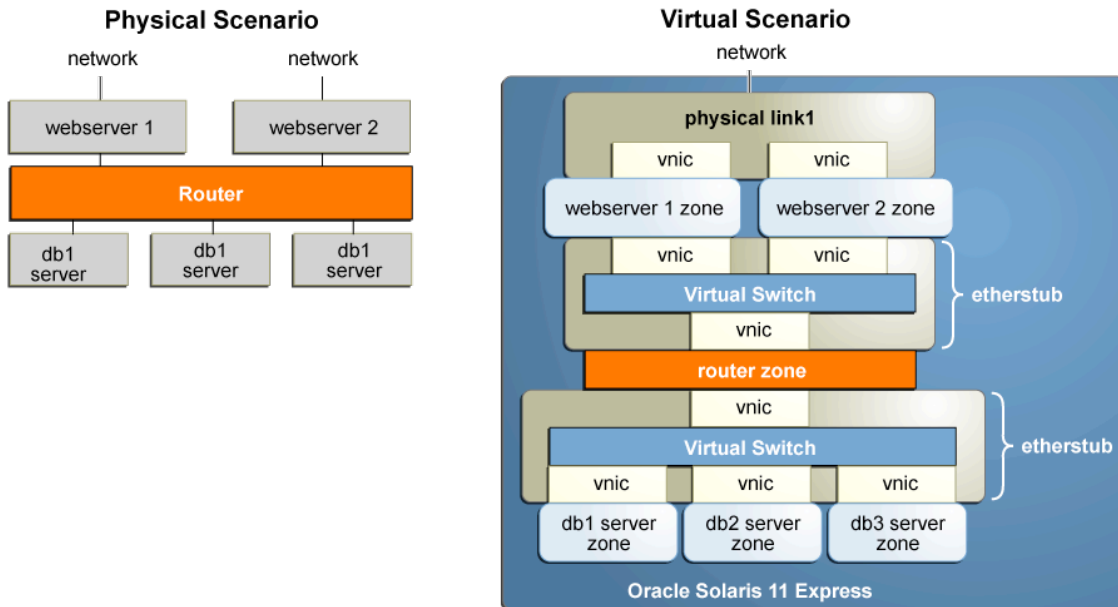 Physical Scenario
network
network
webserver 1
webserver 2
Router
db1
server
db1
server
db1
server
Virtual Scenario
network
physical link1
vnic
vnic
webserver 1 zone
webserver 2 zone
vnic
vnic
Virtual Switch
etherstub
vnic
router zone
vnic
Virtual Switch
etherstub
vnic
vnic
vnic
db1 server
zone
db2 server
zone
db3 server
zone
Oracle Solaris 11 Express